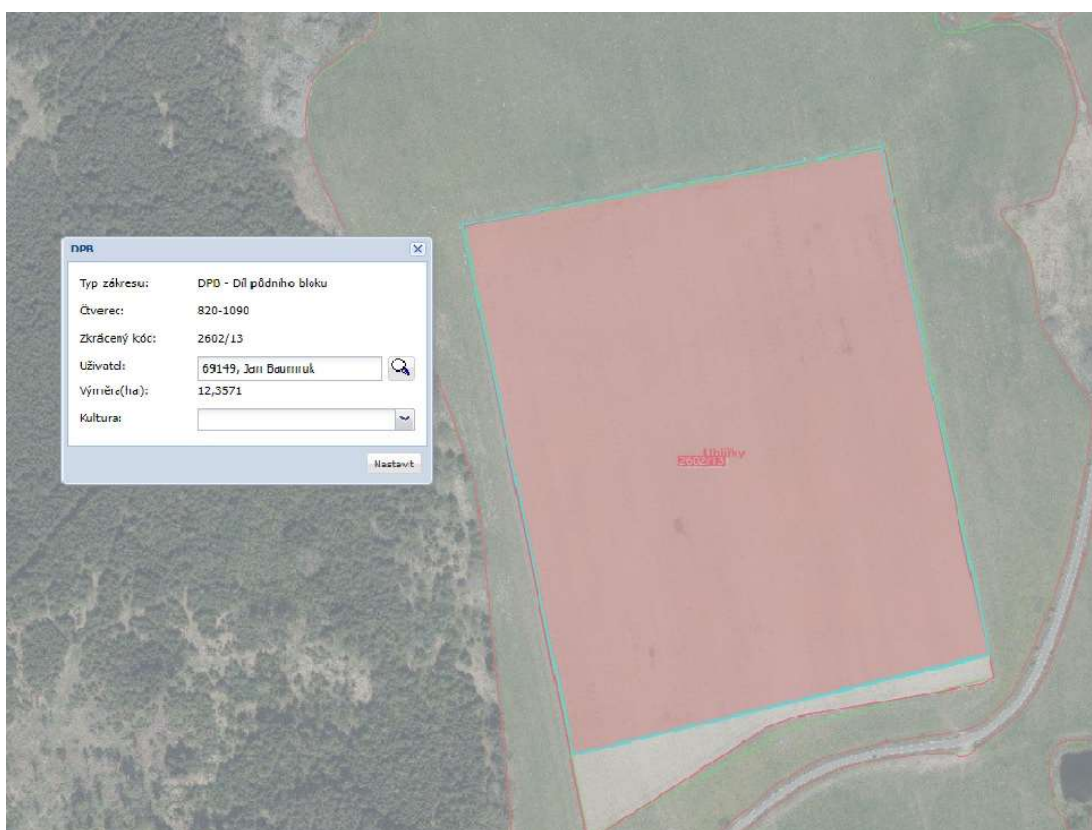 DPB
Typ zákresu: DPB - Díl půdního bloku
Čtverec: 820-1090
Zkrácený kód: 2602/13
Uživatel: 69149, Jan Baumruk
Výměra(ha): 12,3571
Kultura:
Nastavit
2602/13